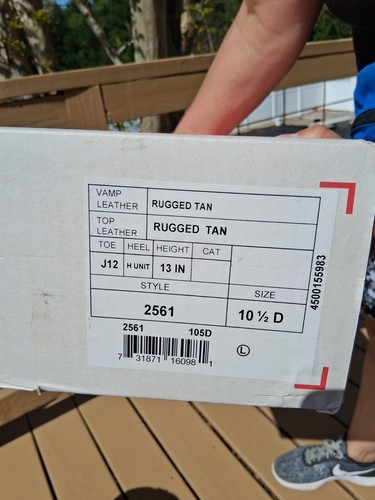 VAMP LEATHER RUGGED TAN
TOP LEATHER RUGGED TAN
TOE HEEL HEIGHT CAT
J12 H UNIT 13 IN
STYLE SIZE
2561 10 ½ D
2561 105D
7 31871 16098 1
L
4500155983